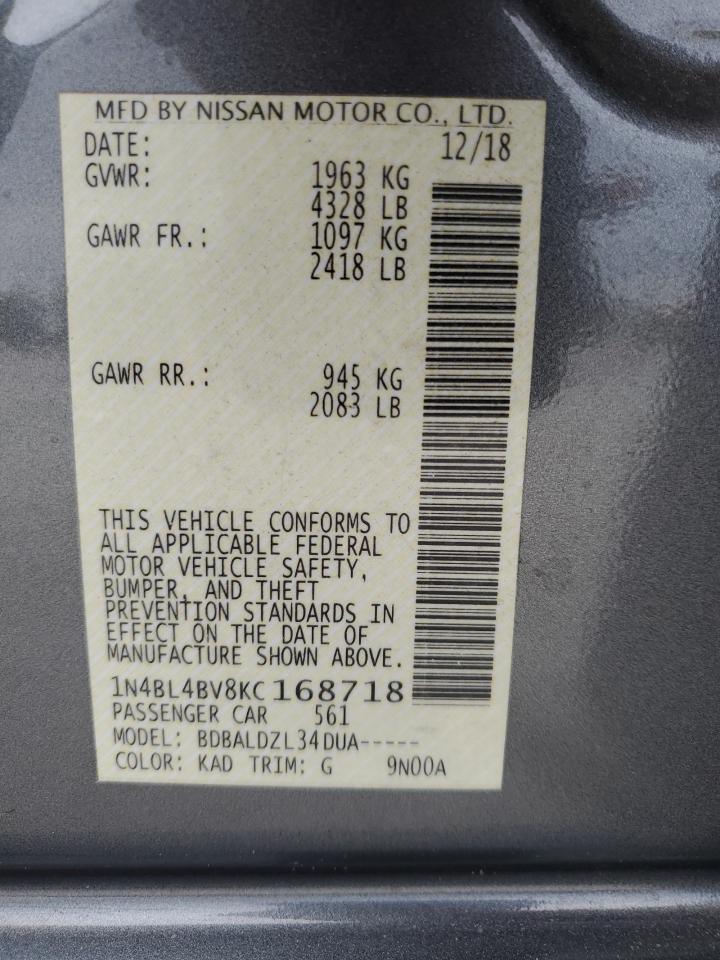 MFD BY NISSAN MOTOR CO., LTD.
DATE: 12/18
GVWR: 1963 KG
4328 LB
GAWR FR.: 1097 KG
2418 LB
GAWR RR.: 945 KG
2083 LB
THIS VEHICLE CONFORMS TO
ALL APPLICABLE FEDERAL
MOTOR VEHICLE SAFETY,
BUMPER, AND THEFT
PREVENTION STANDARDS IN
EFFECT ON THE DATE OF
MANUFACTURE SHOWN ABOVE.
1N4BL4BV8KC168718
PASSENGER CAR 561
MODEL: BDBALDZL34DUA-----
COLOR: KAD TRIM: G 9N00A